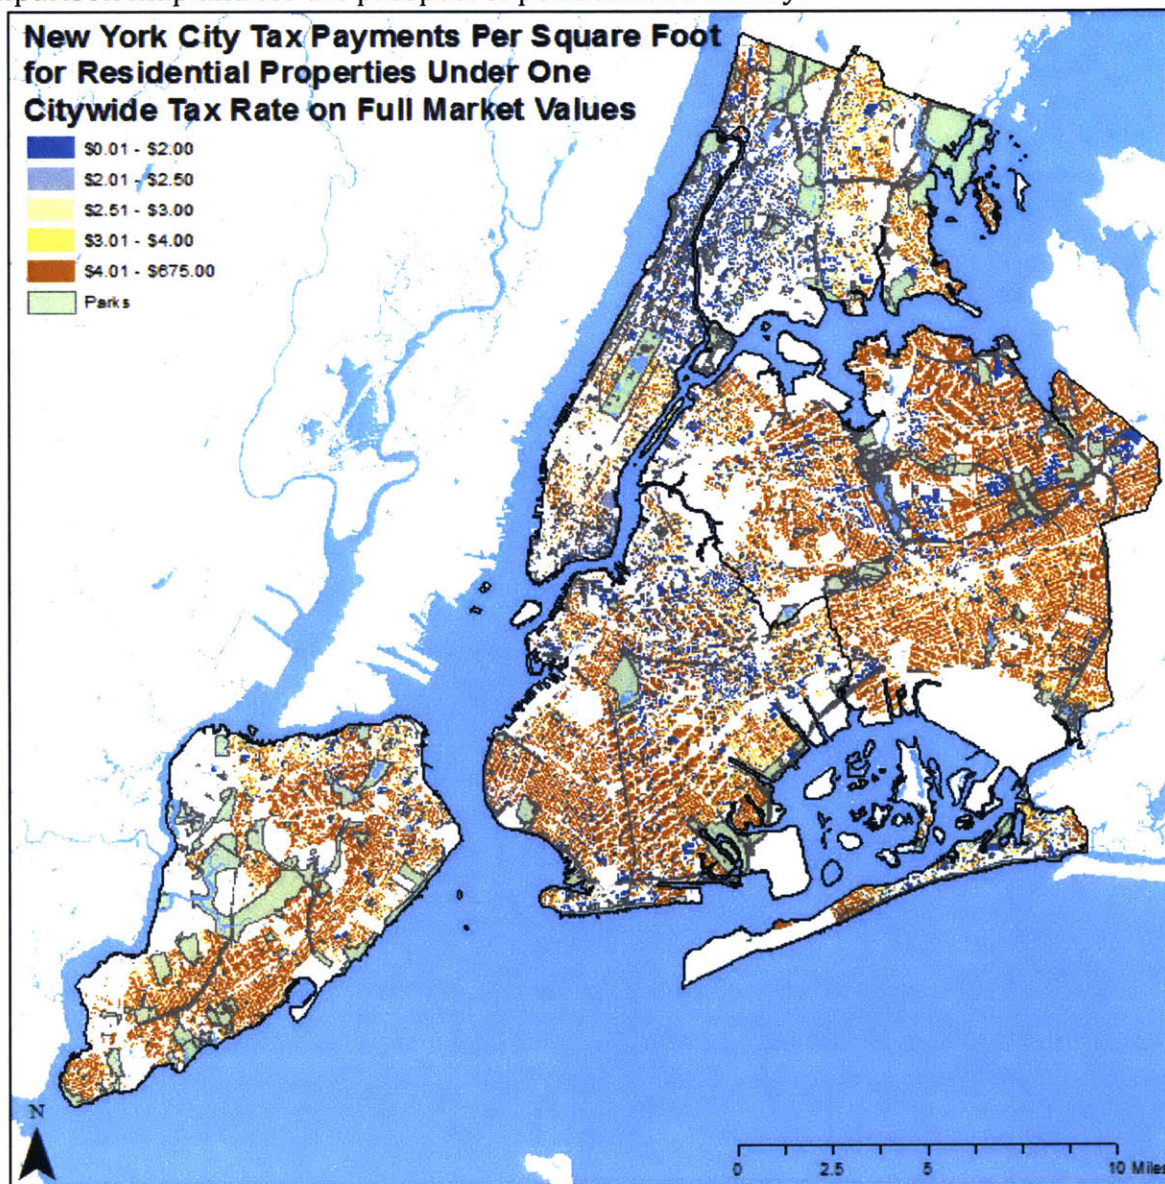 New York City Tax Payments Per Square Foot
for Residential Properties Under One
Citywide Tax Rate on Full Market Values
$0.01 - $2.00
$2.01 - $2.50
$2.51 - $3.00
$3.01 - $4.00
$4.01 - $675.00
Parks
N
0 2.5 5 10 Miles